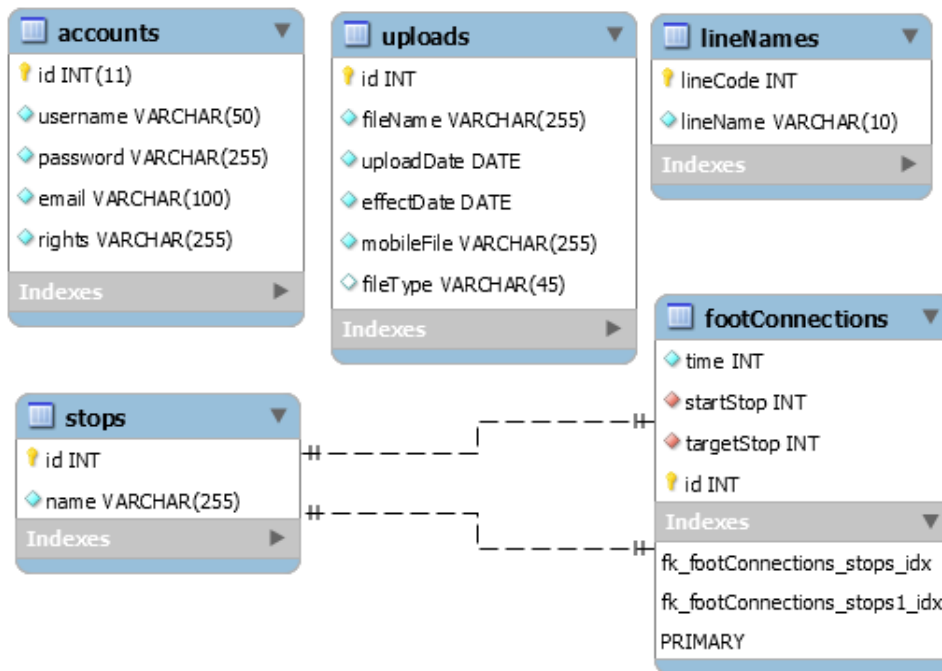 accounts
id INT(11)
username VARCHAR(50)
password VARCHAR(255)
email VARCHAR(100)
rights VARCHAR(255)
Indexes
uploads
id INT
fileName VARCHAR(255)
uploadDate DATE
effectDate DATE
mobileFile VARCHAR(255)
fileType VARCHAR(45)
Indexes
lineNames
lineCode INT
lineName VARCHAR(10)
Indexes
stops
id INT
name VARCHAR(255)
Indexes
footConnections
time INT
startStop INT
targetStop INT
id INT
Indexes
fk_footConnections_stops_idx
fk_footConnections_stops1_idx
PRIMARY